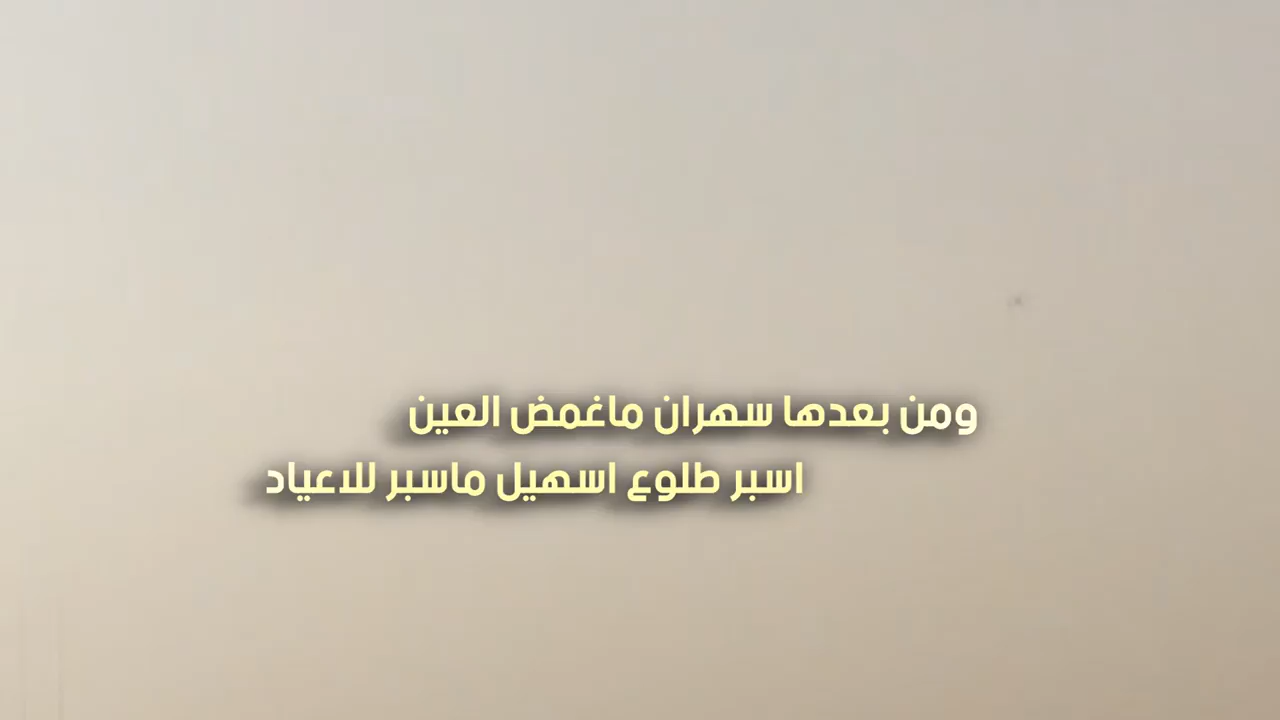 ومن بعدها سهران ماغمض العين
اسبر طلوع اسهيل ماسبر للاعياد